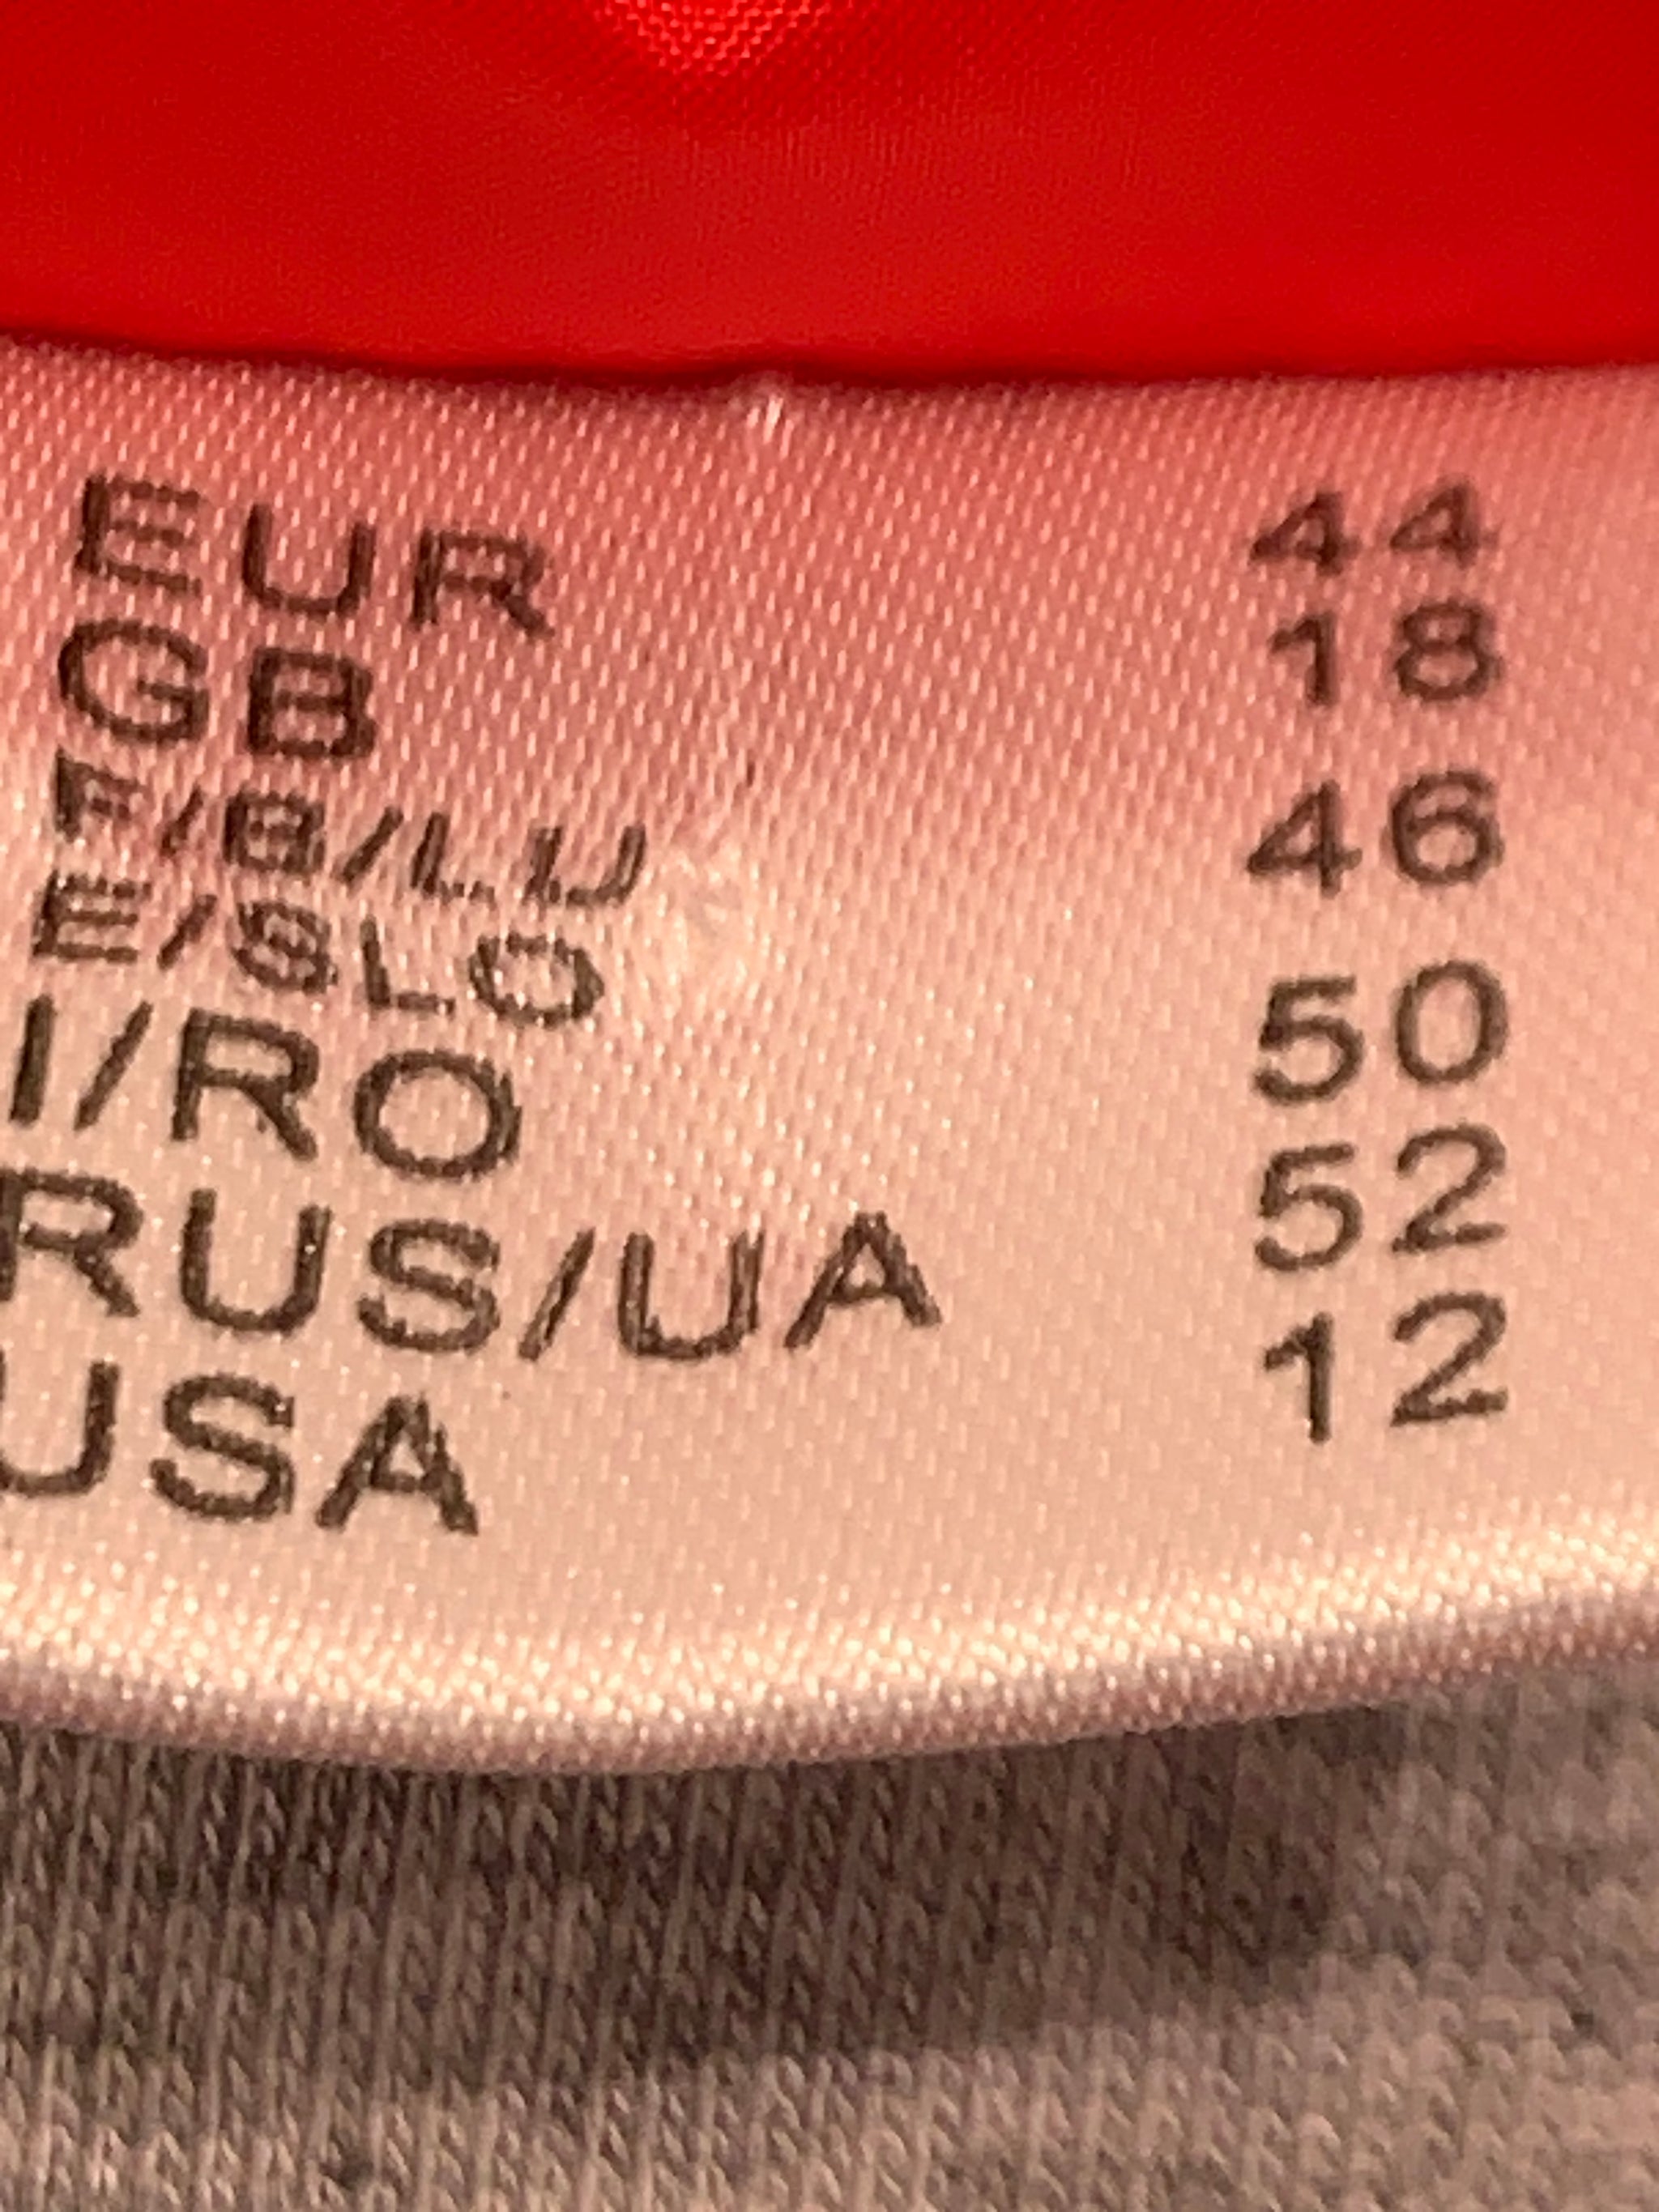 EUR 44
GB 18
F/B/LU 46
E/SLO
I/RO 50
RUS/UA 52
USA 12